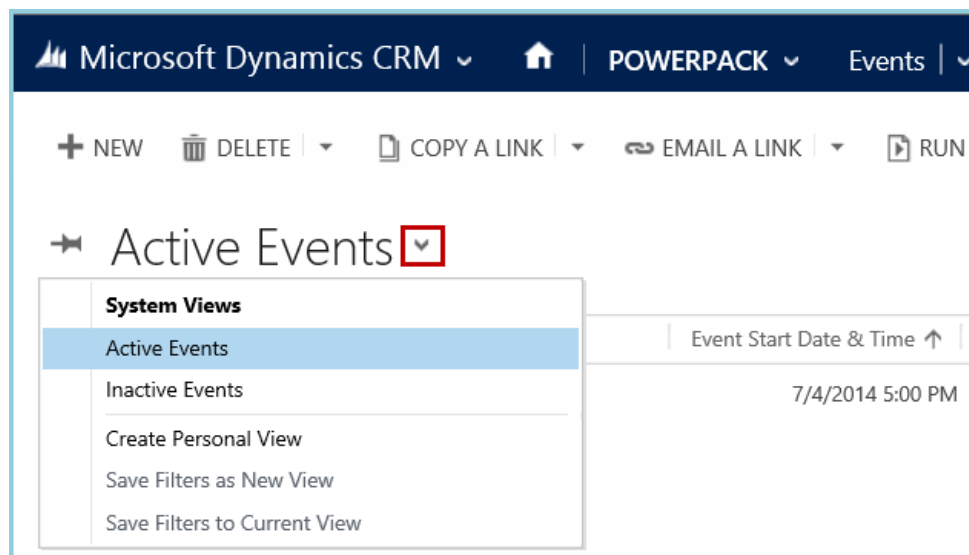 Microsoft Dynamics CRM POWERPACK Events
NEW DELETE COPY A LINK EMAIL A LINK RUN
Active Events
System Views
Active Events
Event Start Date & Time
Inactive Events
7/4/2014 5:00 PM
Create Personal View
Save Filters as New View
Save Filters to Current View